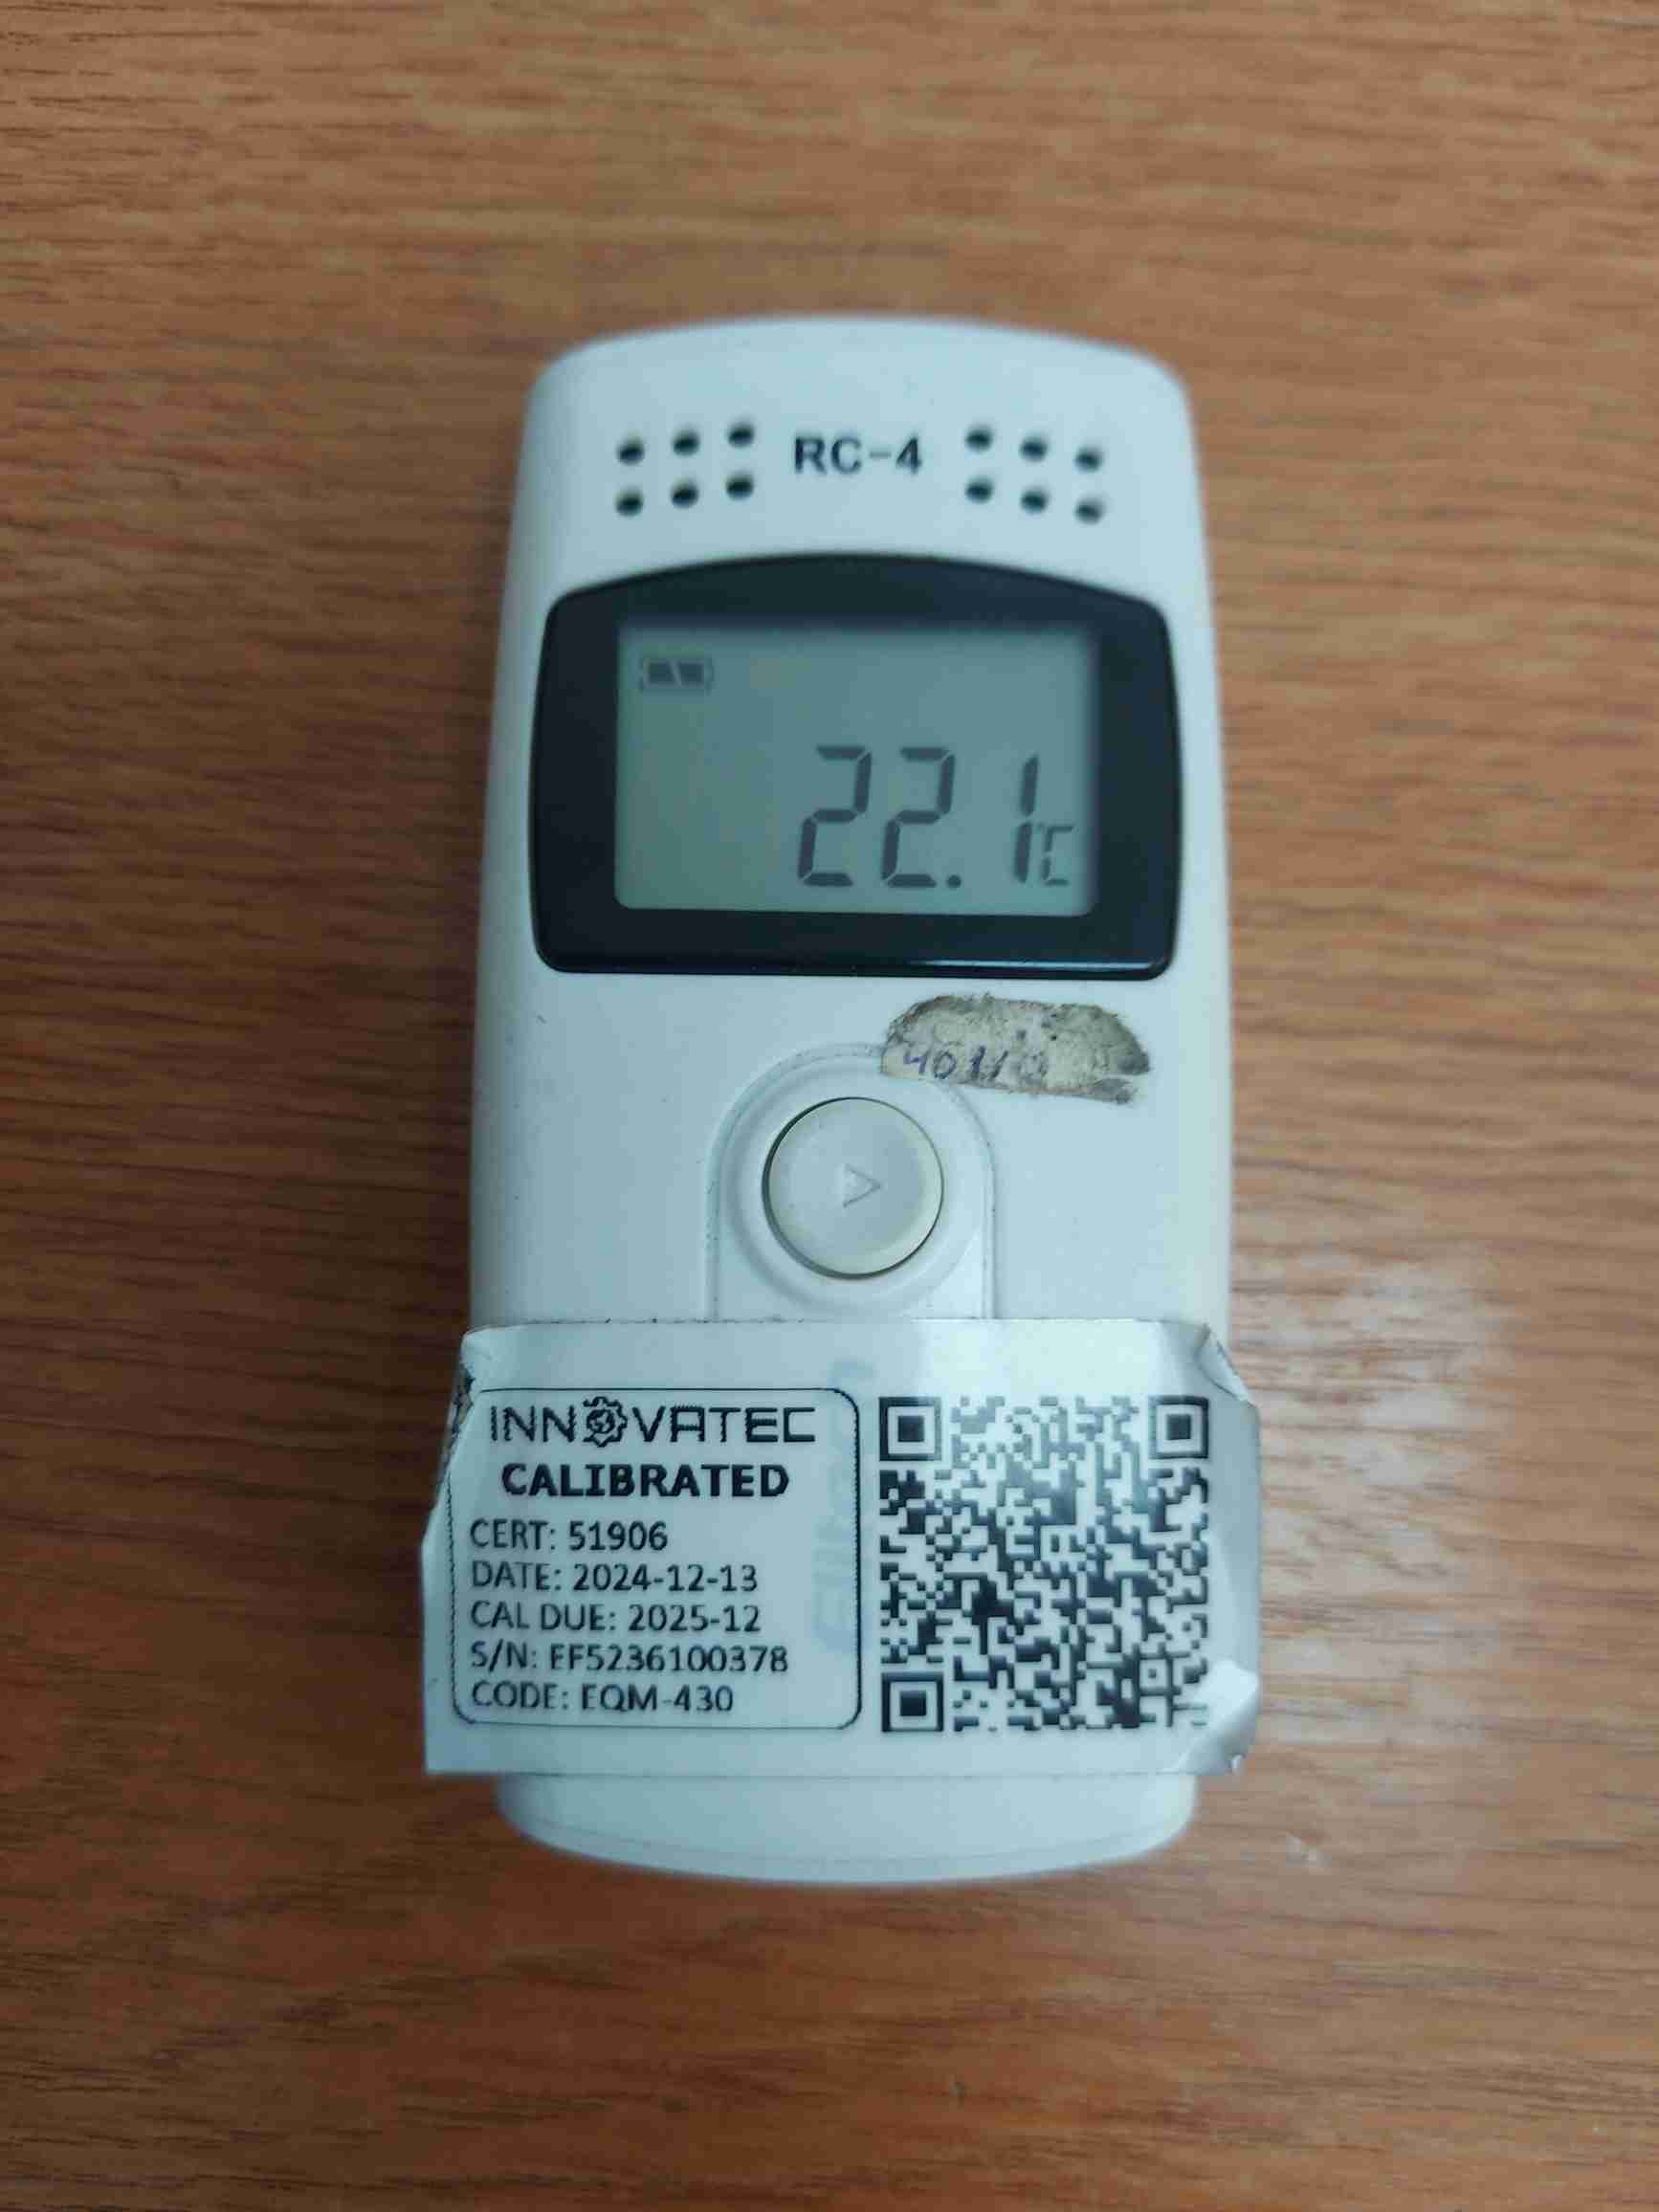 RC-4
22.1℃
INNOVATEC
CALIBRATED
CERT: 51906
DATE: 2024-12-13
CAL DUE: 2025-12
S/N: EF5236100378
CODE: EQM-430